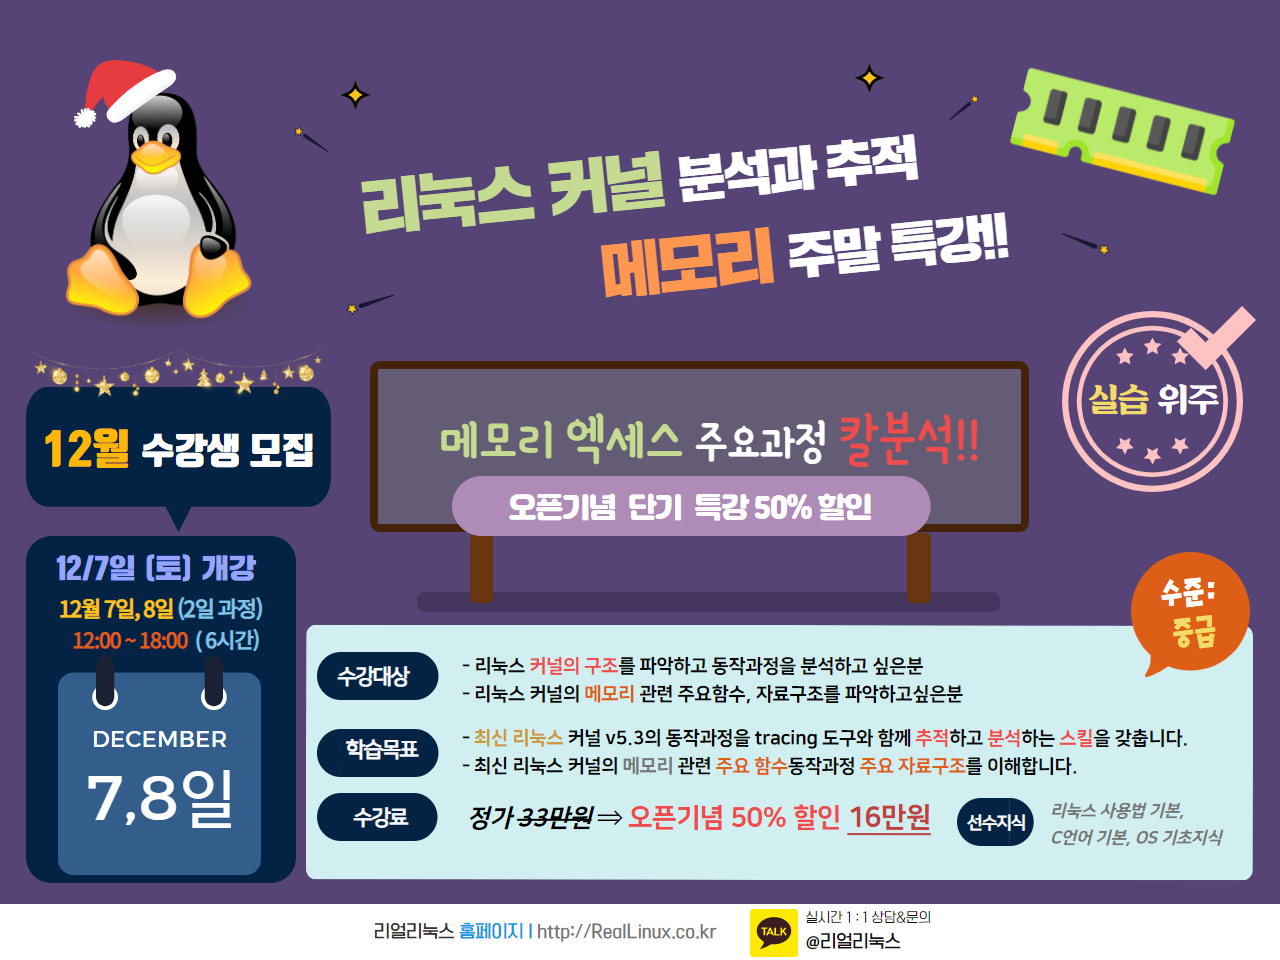 리눅스 커널 분석과 추적
메모리 주말 특강!!
실습 위주
메모리 엑세스 주요과정 칼분석!!
오픈기념 단기 특강 50% 할인
12월 수강생 모집
12/7일 (토) 개강
12월 7일, 8일 (2일 과정)
12:00 ~ 18:00 ( 6시간)
DECEMBER
7,8일
수준:
중급
수강대상
- 리눅스 커널의 구조를 파악하고 동작과정을 분석하고 싶은분
- 리눅스 커널의 메모리 관련 주요함수, 자료구조를 파악하고싶은분
학습목표
- 최신 리눅스 커널 v5.3의 동작과정을 tracing 도구와 함께 추적하고 분석하는 스킬을 갖춥니다.
- 최신 리눅스 커널의 메모리 관련 주요 함수동작과정 주요 자료구조를 이해합니다.
수강료
정가 33만원 ⇒ 오픈기념 50% 할인 16만원
선수지식
리눅스 사용법 기본,
C언어 기본, OS 기초지식
리얼리눅스 홈페이지 | http://RealLinux.co.kr
TALK
실시간 1 : 1 상담&문의
@리얼리눅스